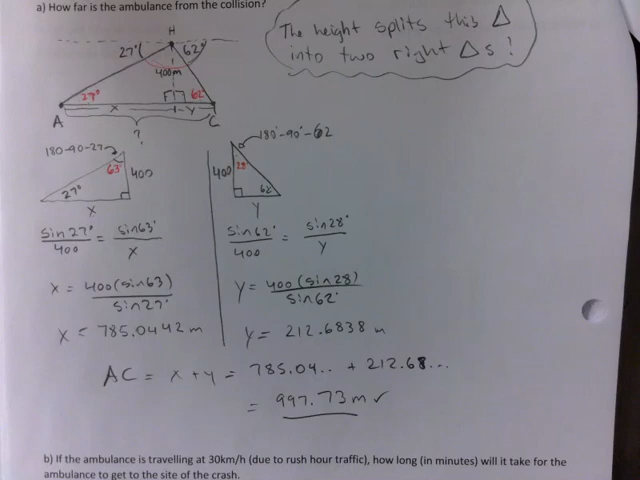 a) How far is the ambulance from the collision?
The height splits this Δ
into two right Δs!
H
27° 62°
400m
27° F 62
x y
A C
?
180-90-27 180°-90°-62
63° 400 400 28°
27° 62°
x y
sin27°/400 = sin63°/x
sin62°/400 = sin28°/y
x = 400(sin63)/sin27°
y = 400(sin28)/sin62°
x = 785.0442 m
y = 212.6838 m
AC = x + y = 785.04.. + 212.68...
= 997.73m ✓
b) If the ambulance is travelling at 30km/h (due to rush hour traffic), how long (in minutes) will it take for the
ambulance to get to the site of the crash.